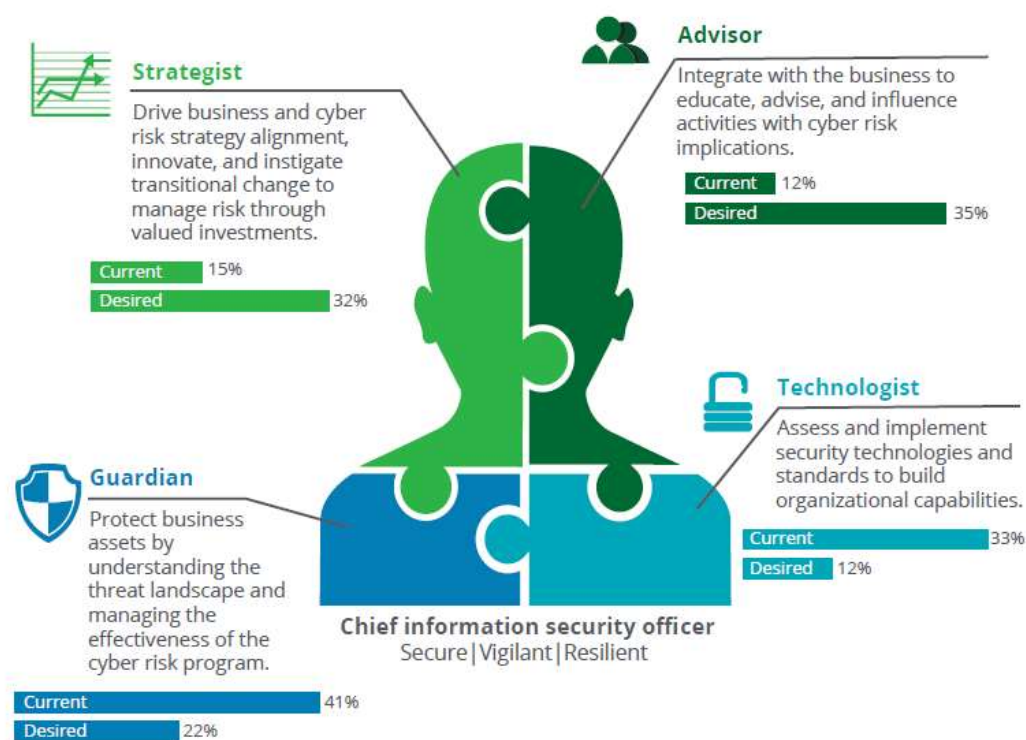 Strategist
Drive business and cyber
risk strategy alignment,
innovate, and instigate
transitional change to
manage risk through
valued investments.
Current 15%
Desired 32%
Advisor
Integrate with the business to
educate, advise, and influence
activities with cyber risk
implications.
Current 12%
Desired 35%
Guardian
Protect business
assets by
understanding the
threat landscape and
managing the
effectiveness of the
cyber risk program.
Current 41%
Desired 22%
Technologist
Assess and implement
security technologies and
standards to build
organizational capabilities.
Current 33%
Desired 12%
Chief information security officer
Secure|Vigilant|Resilient